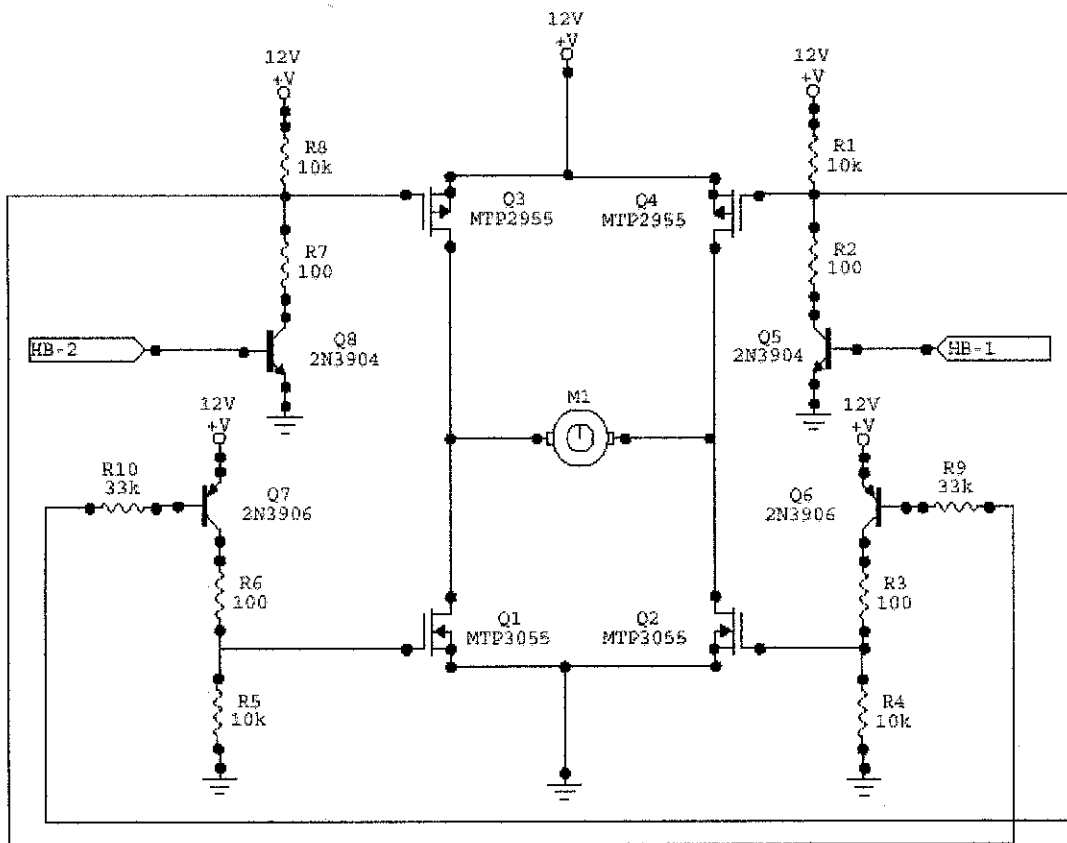 12V
+V
12V
+V
12V
+V
R8
10k
R1
10k
Q3
MTP2955
Q4
MTP2955
R7
100
R2
100
HB-2
Q8
2N3904
Q5
2N3904
HB-1
M1
12V
+V
12V
+V
R10
33k
Q7
2N3906
Q6
2N3906
R9
33k
R6
100
R3
100
Q1
MTP3055
Q2
MTP3055
R5
10k
R4
10k